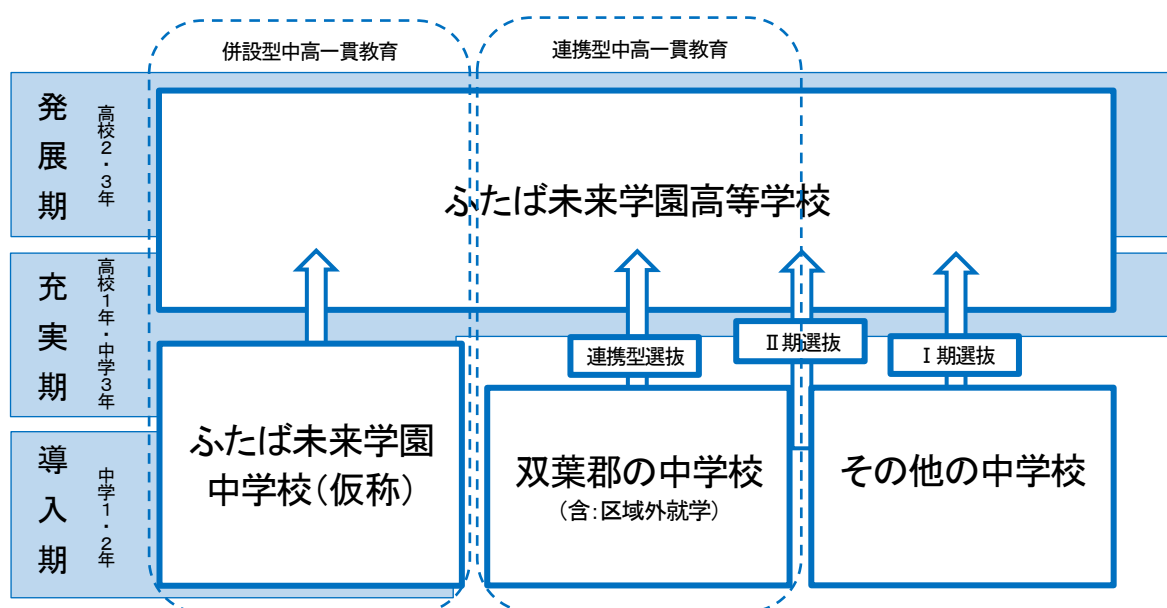 併設型中高一貫教育
連携型中高一貫教育
発展期
高校2・3年
ふたば未来学園高等学校
充実期
高校1年・中学3年
連携型選抜
Ⅱ期選抜
Ⅰ期選抜
導入期
中学1・2年
ふたば未来学園
中学校(仮称)
双葉郡の中学校
(含:区域外就学)
その他の中学校